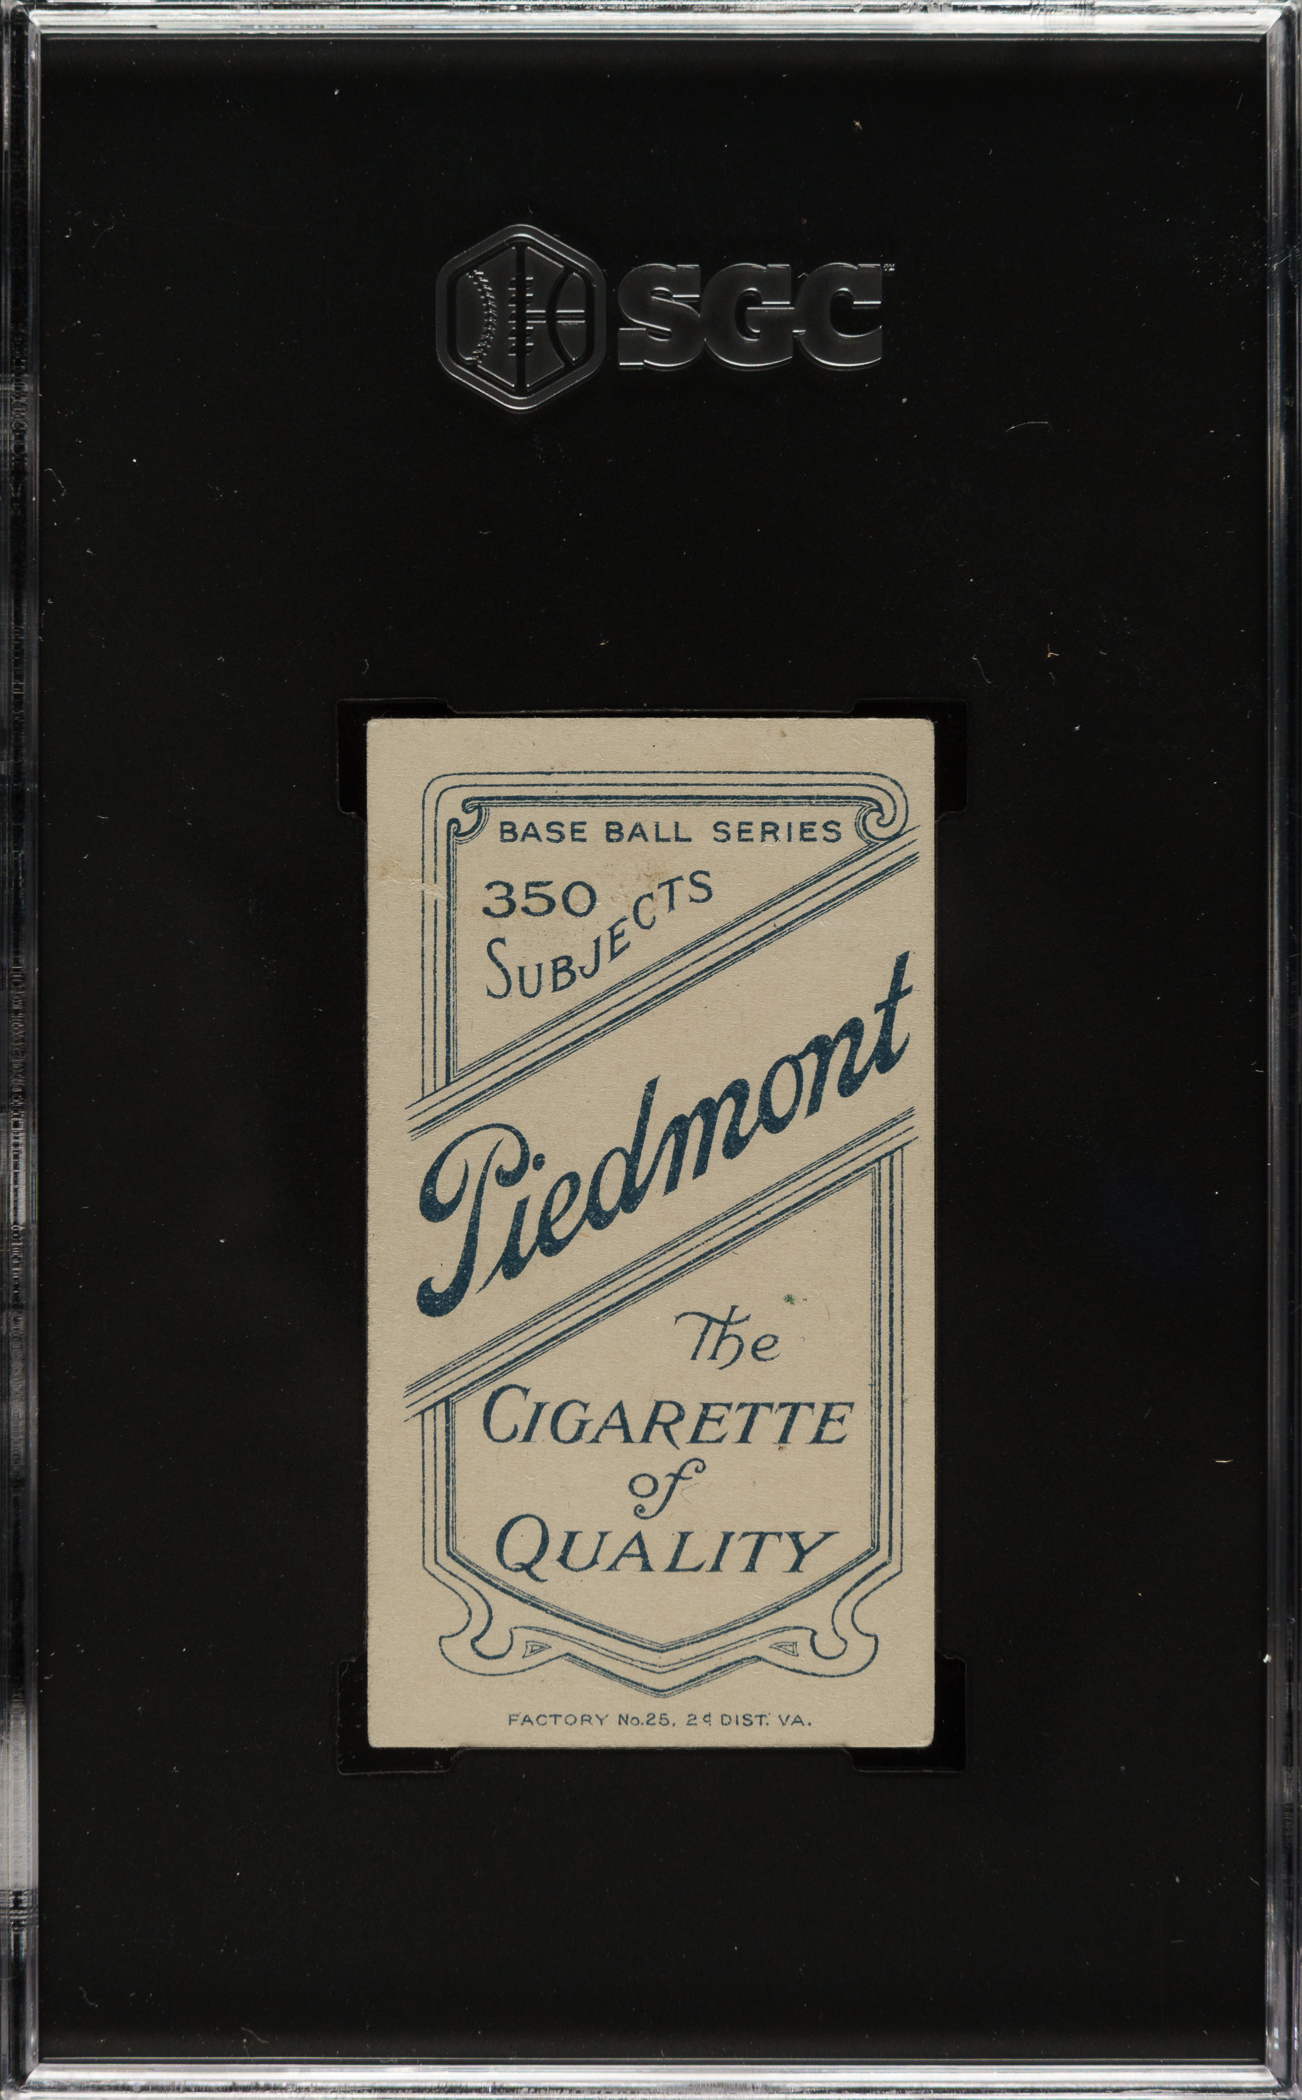 SGC
BASE BALL SERIES
350
SUBJECTS
Piedmont
The
CIGARETTE
of
QUALITY
FACTORY No.25, 2d DIST. VA.